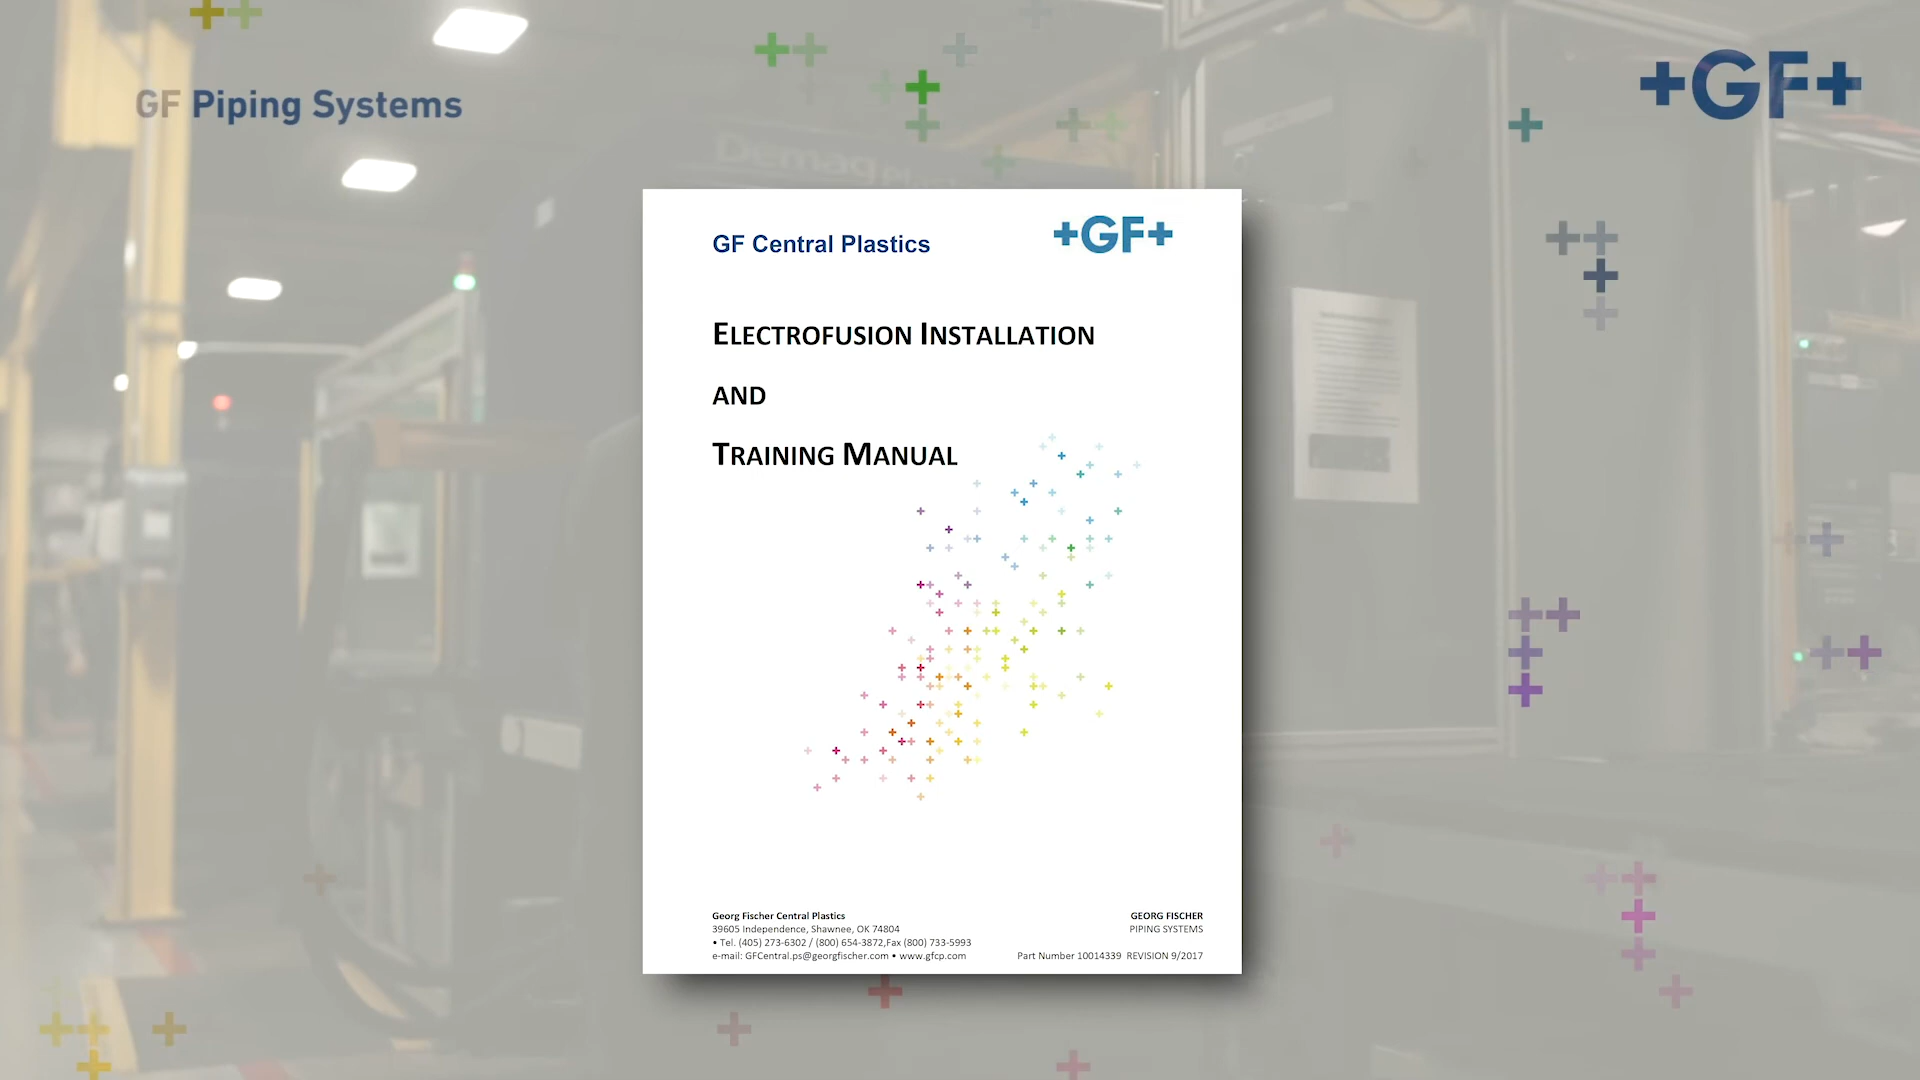 GF Piping Systems
+GF+
Demag
GF Central Plastics
+GF+
ELECTROFUSION INSTALLATION
AND
TRAINING MANUAL
Georg Fischer Central Plastics
39605 Independence, Shawnee, OK 74804
• Tel. (405) 273-6302 / (800) 654-3872,Fax (800) 733-5993
e-mail: GFCentral.ps@georgfischer.com • www.gfcp.com
GEORG FISCHER
PIPING SYSTEMS
Part Number 10014339 REVISION 9/2017